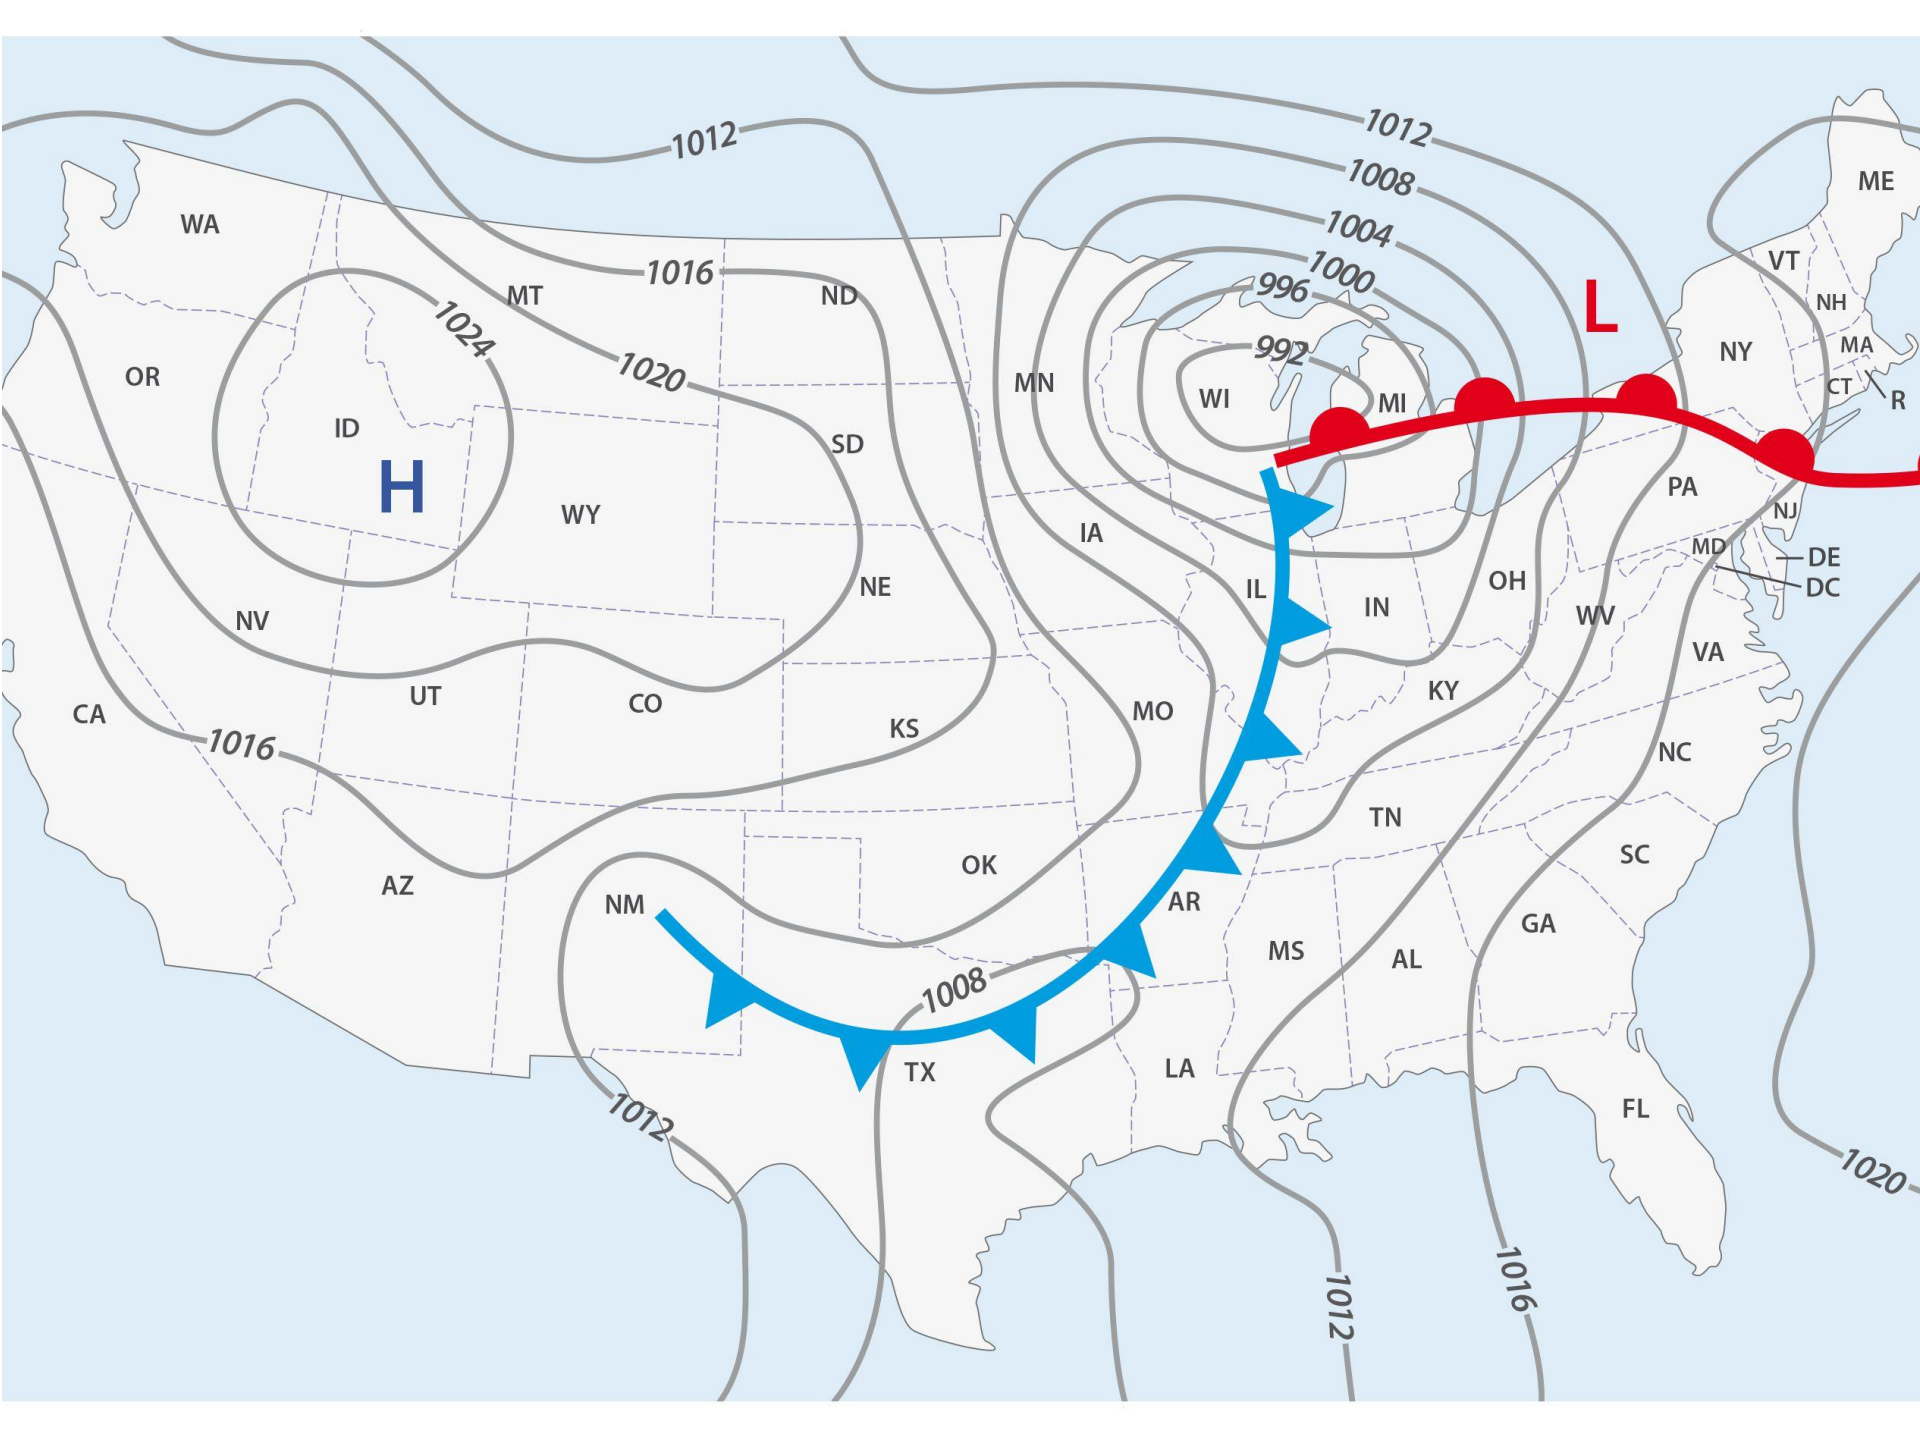 1012
1012
1008
ME
WA
1004
VT
1000
1016
996
MT
ND
NH
L
1024
992
NY
MA
1020
OR
MN
CT
WI
MI
R
ID
SD
H
PA
WY
NJ
IA
MD
DE
OH
NE
IL
DC
IN
WV
NV
VA
KY
UT
CO
MO
CA
KS
1016
NC
TN
SC
OK
AZ
AR
NM
GA
MS
AL
1008
LA
TX
FL
1012
1020
1016
1012